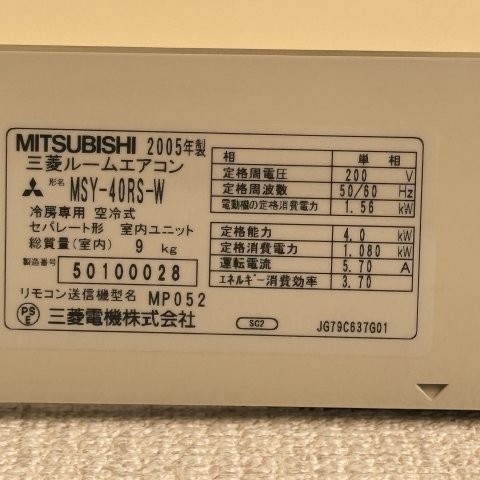 MITSUBISHI 2005年製
三菱ルームエアコン
形名 MSY-40RS-W
冷房専用 空冷式
セパレート形 室内ユニット
総質量(室内) 9 kg
製造番号 50100028
リモコン送信機型名 MP052
PSE 三菱電機株式会社
相 単相
定格周電圧 200 V
定格周波数 50/60 Hz
電動機の定格消費電力 1.56 kW
定格能力 4.0 kW
定格消費電力 1.080 kW
運転電流 5.70 A
エネルギー消費効率 3.70
SC2 JG79C637G01